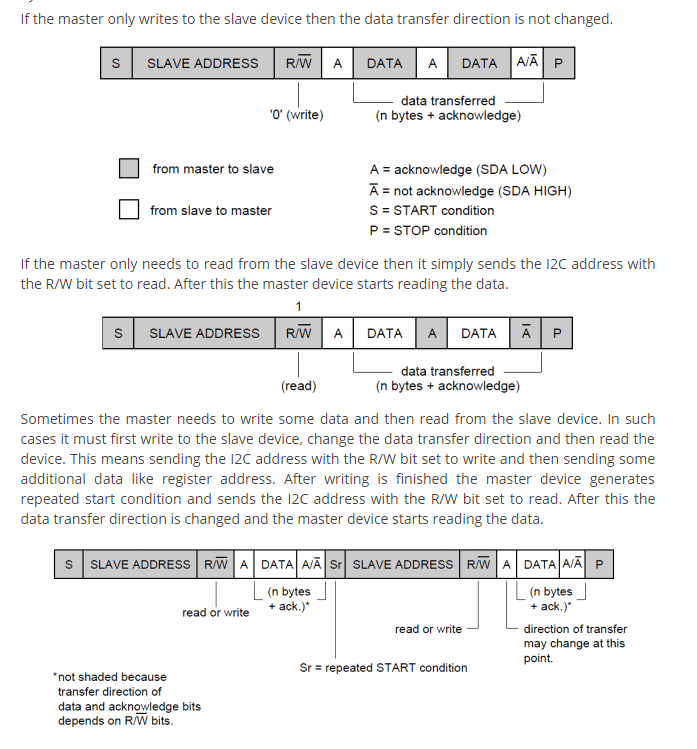 If the master only writes to the slave device then the data transfer direction is not changed.
S SLAVE ADDRESS R/W̅ A DATA A DATA A/A̅ P
data transferred
'0' (write) (n bytes + acknowledge)
from master to slave A = acknowledge (SDA LOW)
A̅ = not acknowledge (SDA HIGH)
from slave to master S = START condition
P = STOP condition
If the master only needs to read from the slave device then it simply sends the I2C address with
the R/W bit set to read. After this the master device starts reading the data.
1
S SLAVE ADDRESS R/W̅ A DATA A DATA A̅ P
data transferred
(read) (n bytes + acknowledge)
Sometimes the master needs to write some data and then read from the slave device. In such
cases it must first write to the slave device, change the data transfer direction and then read the
device. This means sending the I2C address with the R/W bit set to write and then sending some
additional data like register address. After writing is finished the master device generates
repeated start condition and sends the I2C address with the R/W bit set to read. After this the
data transfer direction is changed and the master device starts reading the data.
S SLAVE ADDRESS R/W̅ A DATA A/A̅ Sr SLAVE ADDRESS R/W̅ A DATA A/A̅ P
(n bytes (n bytes
read or write + ack.)* + ack.)*
read or write direction of transfer
may change at this
point.
Sr = repeated START condition
*not shaded because
transfer direction of
data and acknowledge bits
depends on R/W̅ bits.